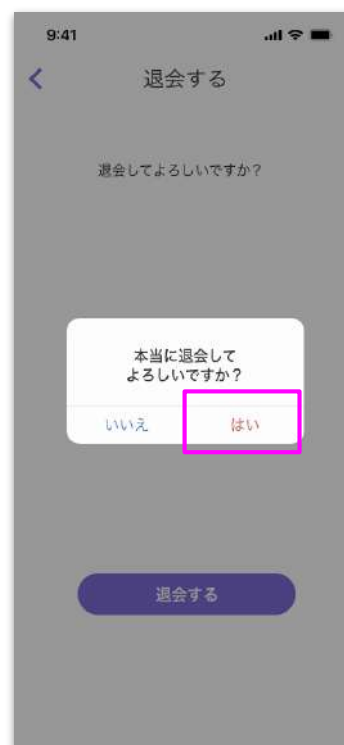 9:41
退会する
退会してよろしいですか？
本当に退会して
よろしいですか？
いいえ
はい
退会する